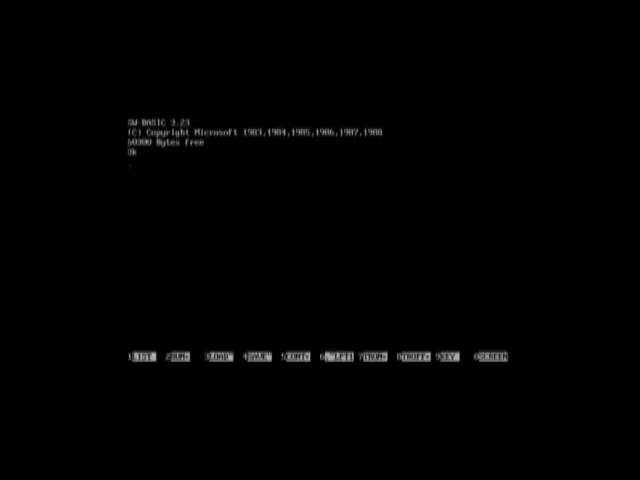 GW-BASIC 3.23
(C) Copyright Microsoft 1983,1984,1985,1986,1987,1988
60300 Bytes free
Ok
1LIST 2RUN← 3LOAD" 4SAVE" 5CONT← 6,"LPT1 7TRON← 8TROFF← 9KEY 0SCREEN